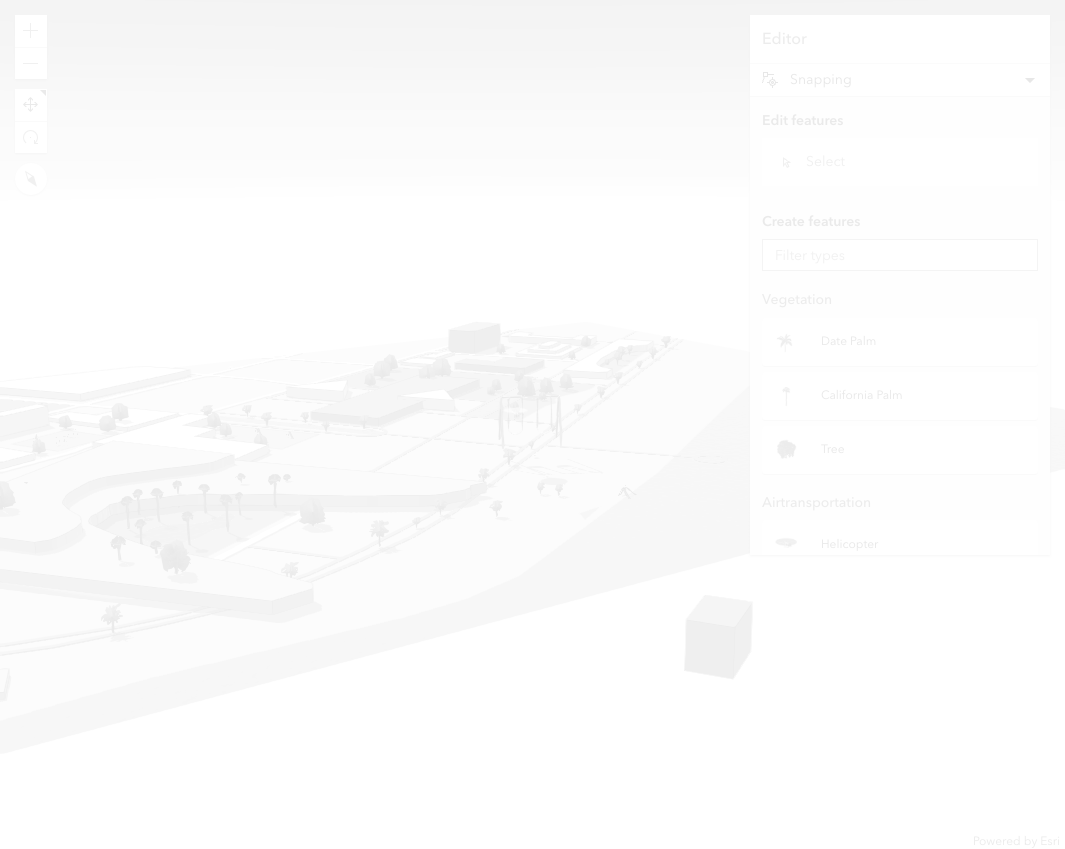 Editor
Snapping
Edit features
Select
Create features
Filter types
Vegetation
Date Palm
California Palm
Tree
Airtransportation
Helicopter
Powered by Esri